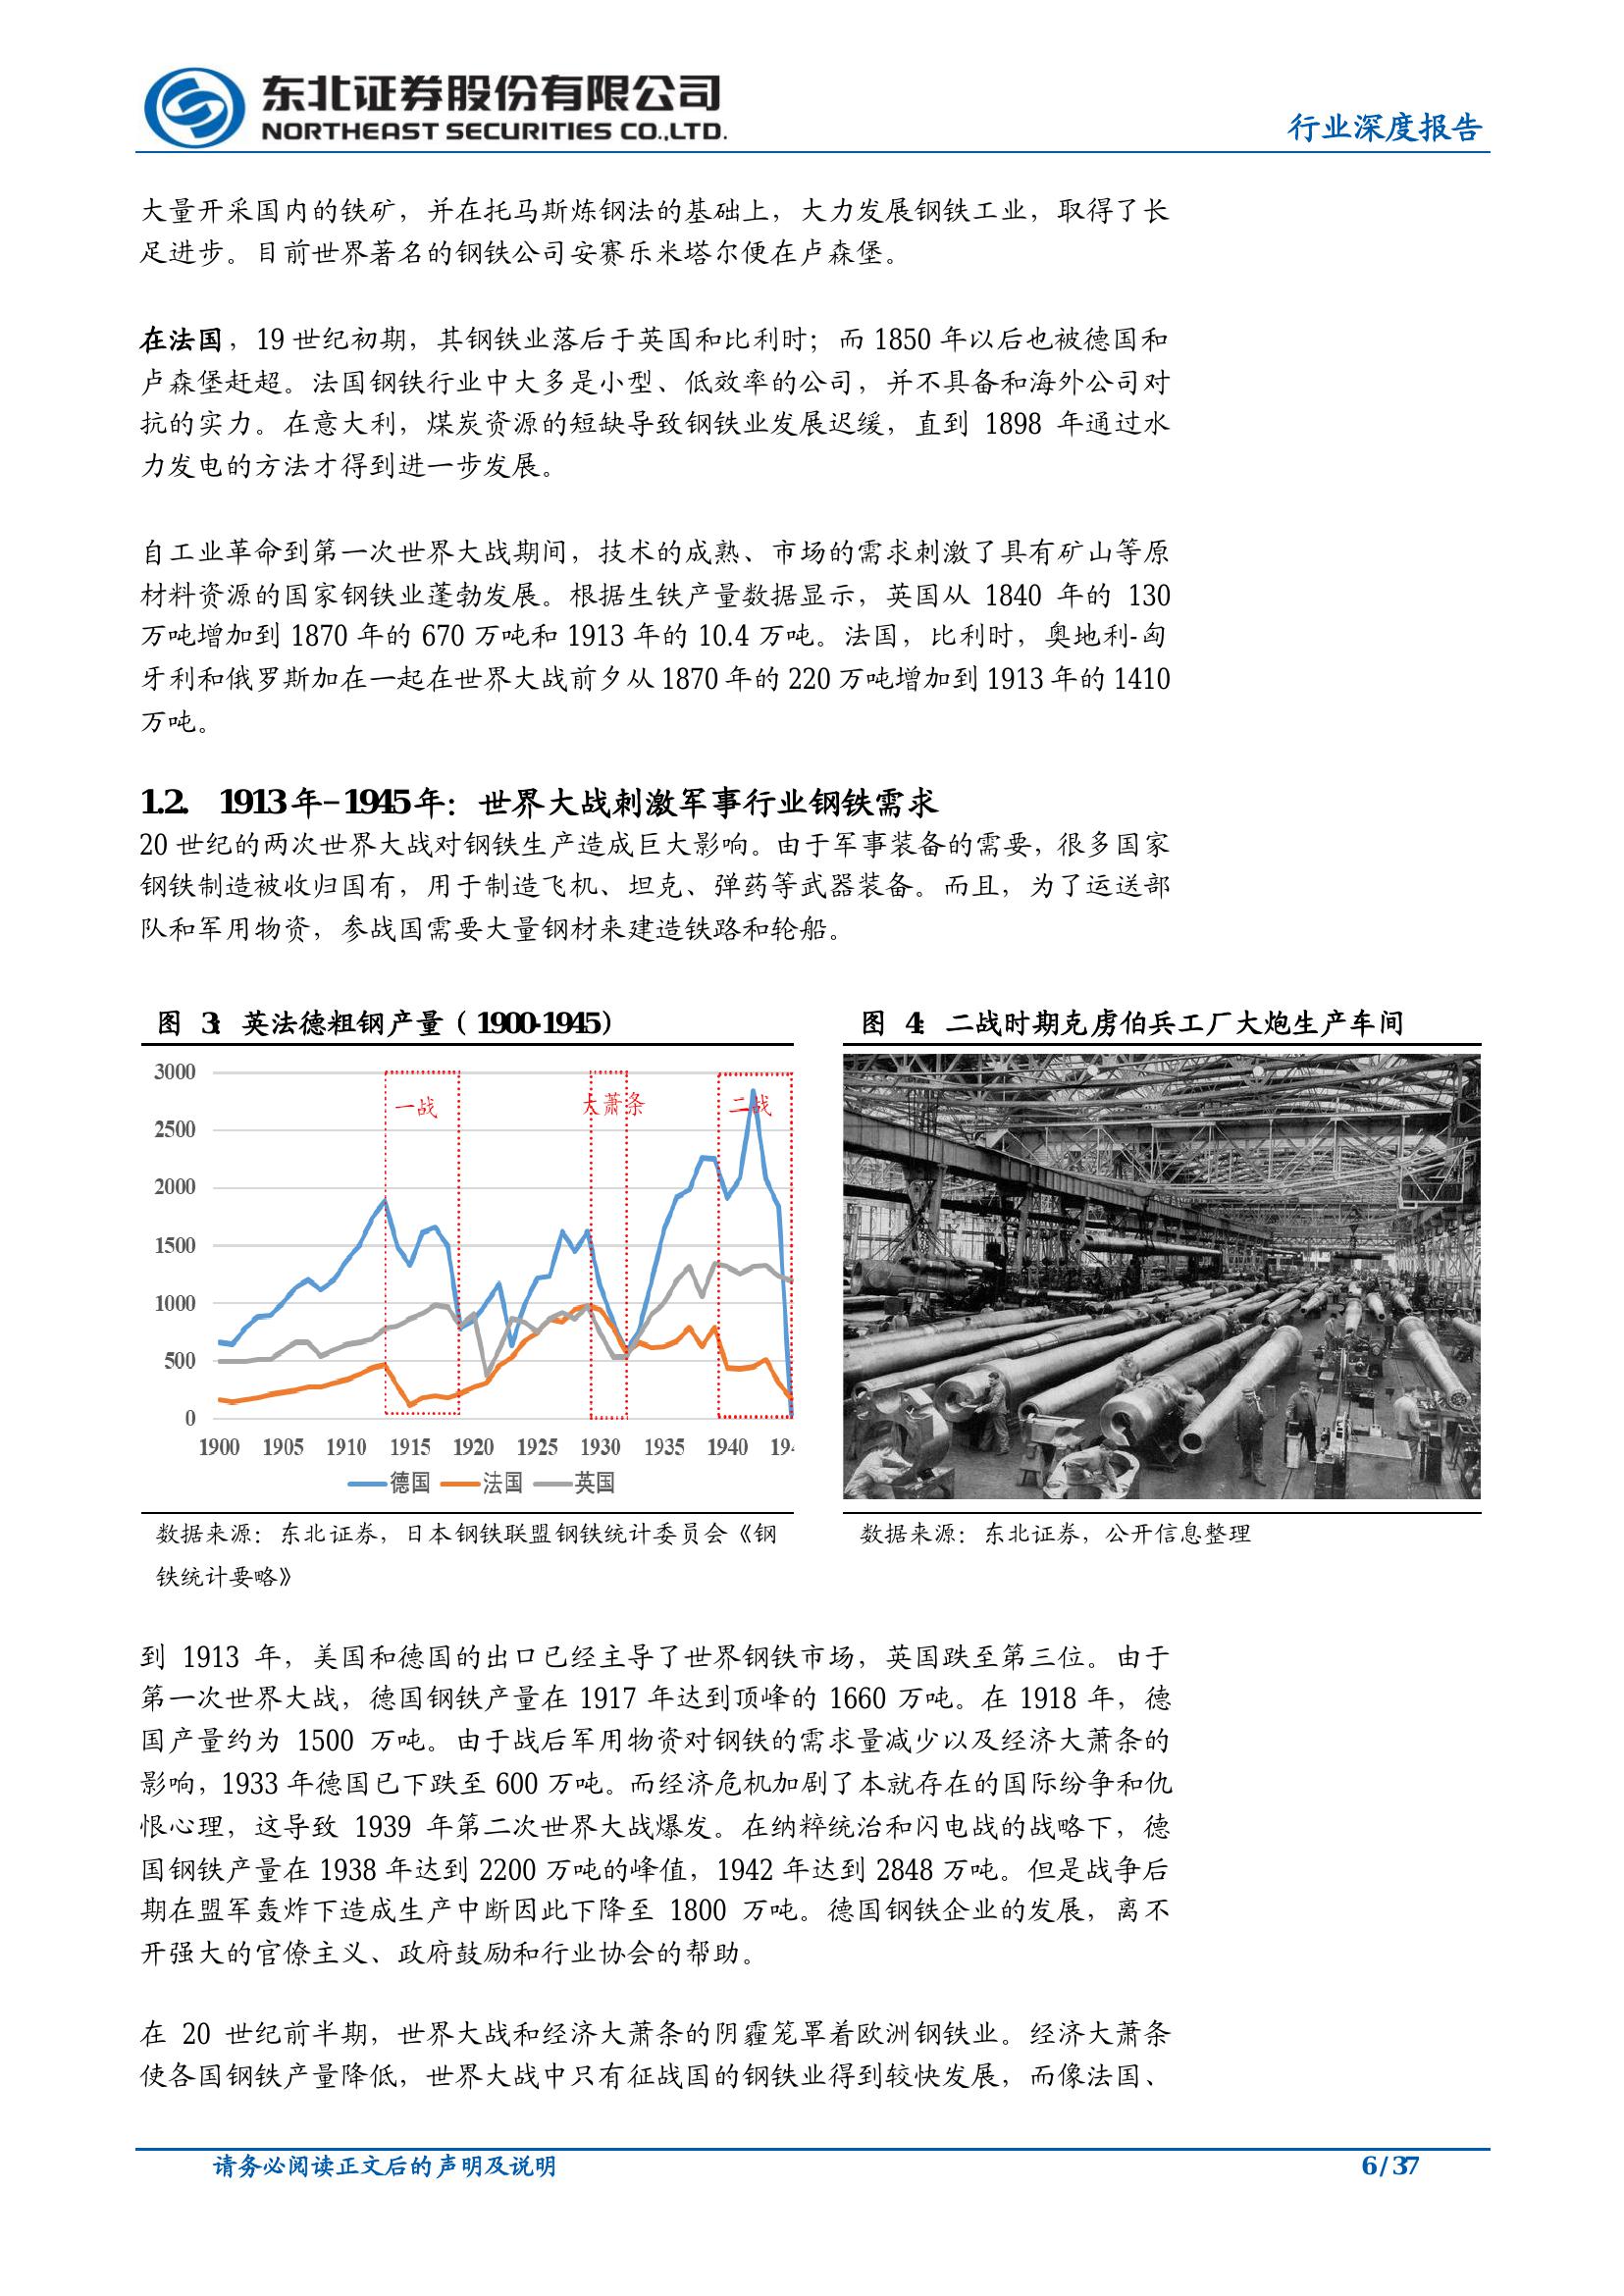 东北证券股份有限公司
NORTHEAST SECURITIES CO.,LTD.
行业深度报告
大量开采国内的铁矿，并在托马斯炼钢法的基础上，大力发展钢铁工业，取得了长
足进步。目前世界著名的钢铁公司安赛乐米塔尔便在卢森堡。
在法国，19 世纪初期，其钢铁业落后于英国和比利时；而 1850 年以后也被德国和
卢森堡赶超。法国钢铁行业中大多是小型、低效率的公司，并不具备和海外公司对
抗的实力。在意大利，煤炭资源的短缺导致钢铁业发展迟缓，直到 1898 年通过水
力发电的方法才得到进一步发展。
自工业革命到第一次世界大战期间，技术的成熟、市场的需求刺激了具有矿山等原
材料资源的国家钢铁业蓬勃发展。根据生铁产量数据显示，英国从 1840 年的 130
万吨增加到 1870 年的 670 万吨和 1913 年的 10.4 万吨。法国，比利时，奥地利-匈
牙利和俄罗斯加在一起在世界大战前夕从 1870 年的 220 万吨增加到 1913 年的 1410
万吨。
1.2. 1913 年–1945 年：世界大战刺激军事行业钢铁需求
20 世纪的两次世界大战对钢铁生产造成巨大影响。由于军事装备的需要，很多国家
钢铁制造被收归国有，用于制造飞机、坦克、弹药等武器装备。而且，为了运送部
队和军用物资，参战国需要大量钢材来建造铁路和轮船。
图 3：英法德粗钢产量（1900-1945）
3000
2500
2000
1500
1000
500
0
一战
大萧条
二战
1900 1905 1910 1915 1920 1925 1930 1935 1940 194
德国 法国 英国
数据来源：东北证券，日本钢铁联盟钢铁统计委员会《钢
铁统计要略》
图 4：二战时期克虏伯兵工厂大炮生产车间
数据来源：东北证券，公开信息整理
到 1913 年，美国和德国的出口已经主导了世界钢铁市场，英国跌至第三位。由于
第一次世界大战，德国钢铁产量在 1917 年达到顶峰的 1660 万吨。在 1918 年，德
国产量约为 1500 万吨。由于战后军用物资对钢铁的需求量减少以及经济大萧条的
影响，1933 年德国已下跌至 600 万吨。而经济危机加剧了本就存在的国际纷争和仇
恨心理，这导致 1939 年第二次世界大战爆发。在纳粹统治和闪电战的战略下，德
国钢铁产量在 1938 年达到 2200 万吨的峰值，1942 年达到 2848 万吨。但是战争后
期在盟军轰炸下造成生产中断因此下降至 1800 万吨。德国钢铁企业的发展，离不
开强大的官僚主义、政府鼓励和行业协会的帮助。
在 20 世纪前半期，世界大战和经济大萧条的阴霾笼罩着欧洲钢铁业。经济大萧条
使各国钢铁产量降低，世界大战中只有征战国的钢铁业得到较快发展，而像法国、
请务必阅读正文后的声明及说明
6 / 37